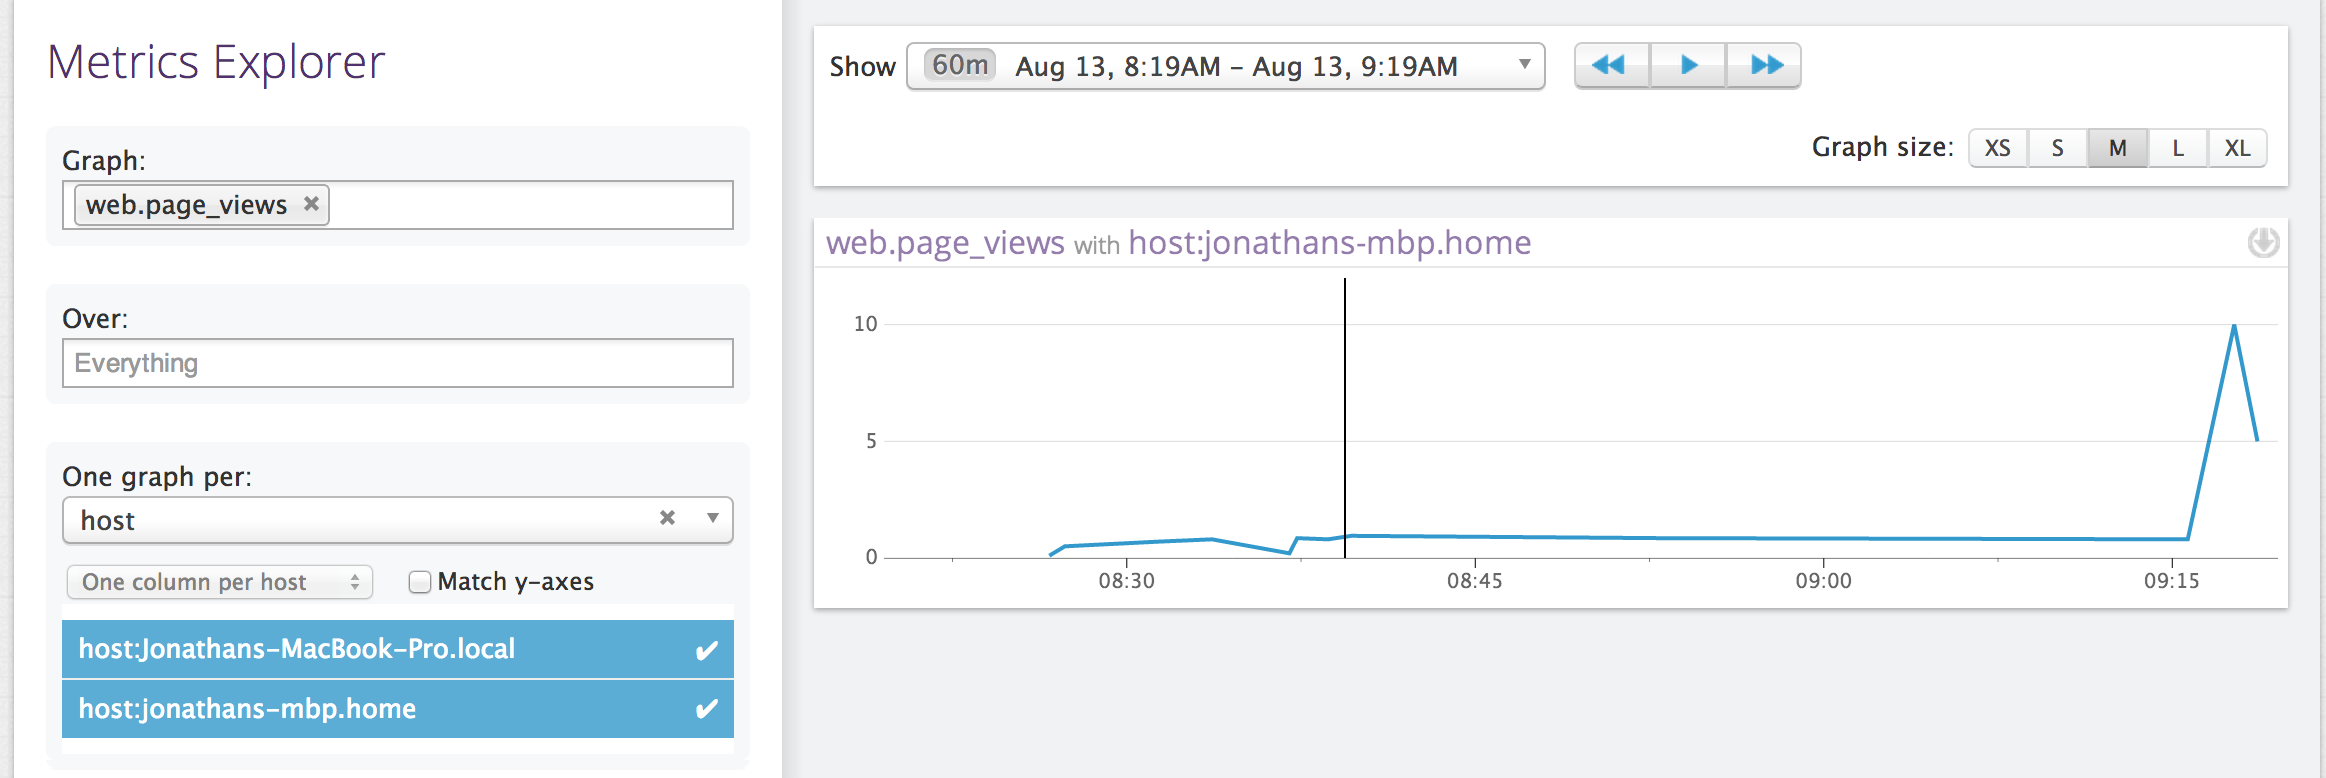 Metrics Explorer
Graph:
web.page_views ×
Over:
Everything
One graph per:
host ×
One column per host
Match y-axes
host:Jonathans-MacBook-Pro.local ✔
host:jonathans-mbp.home ✔
Show 60m Aug 13, 8:19AM - Aug 13, 9:19AM
Graph size: XS S M L XL
web.page_views with host:jonathans-mbp.home
10
5
0
08:30 08:45 09:00 09:15